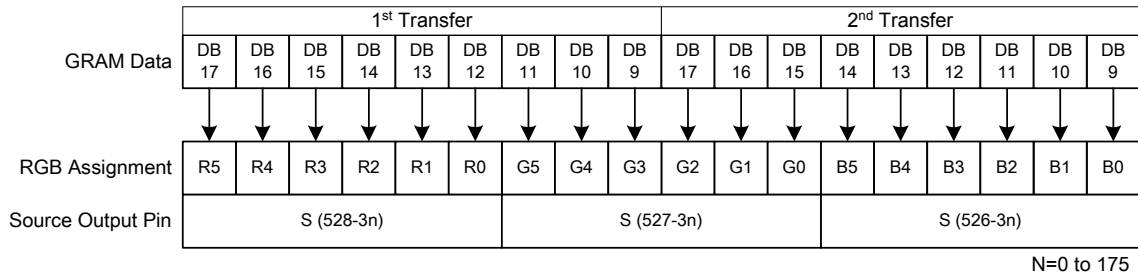 1st Transfer 2nd Transfer
GRAM Data DB 17 DB 16 DB 15 DB 14 DB 13 DB 12 DB 11 DB 10 DB 9 DB 17 DB 16 DB 15 DB 14 DB 13 DB 12 DB 11 DB 10 DB 9
RGB Assignment R5 R4 R3 R2 R1 R0 G5 G4 G3 G2 G1 G0 B5 B4 B3 B2 B1 B0
Source Output Pin S (528-3n) S (527-3n) S (526-3n)
N=0 to 175